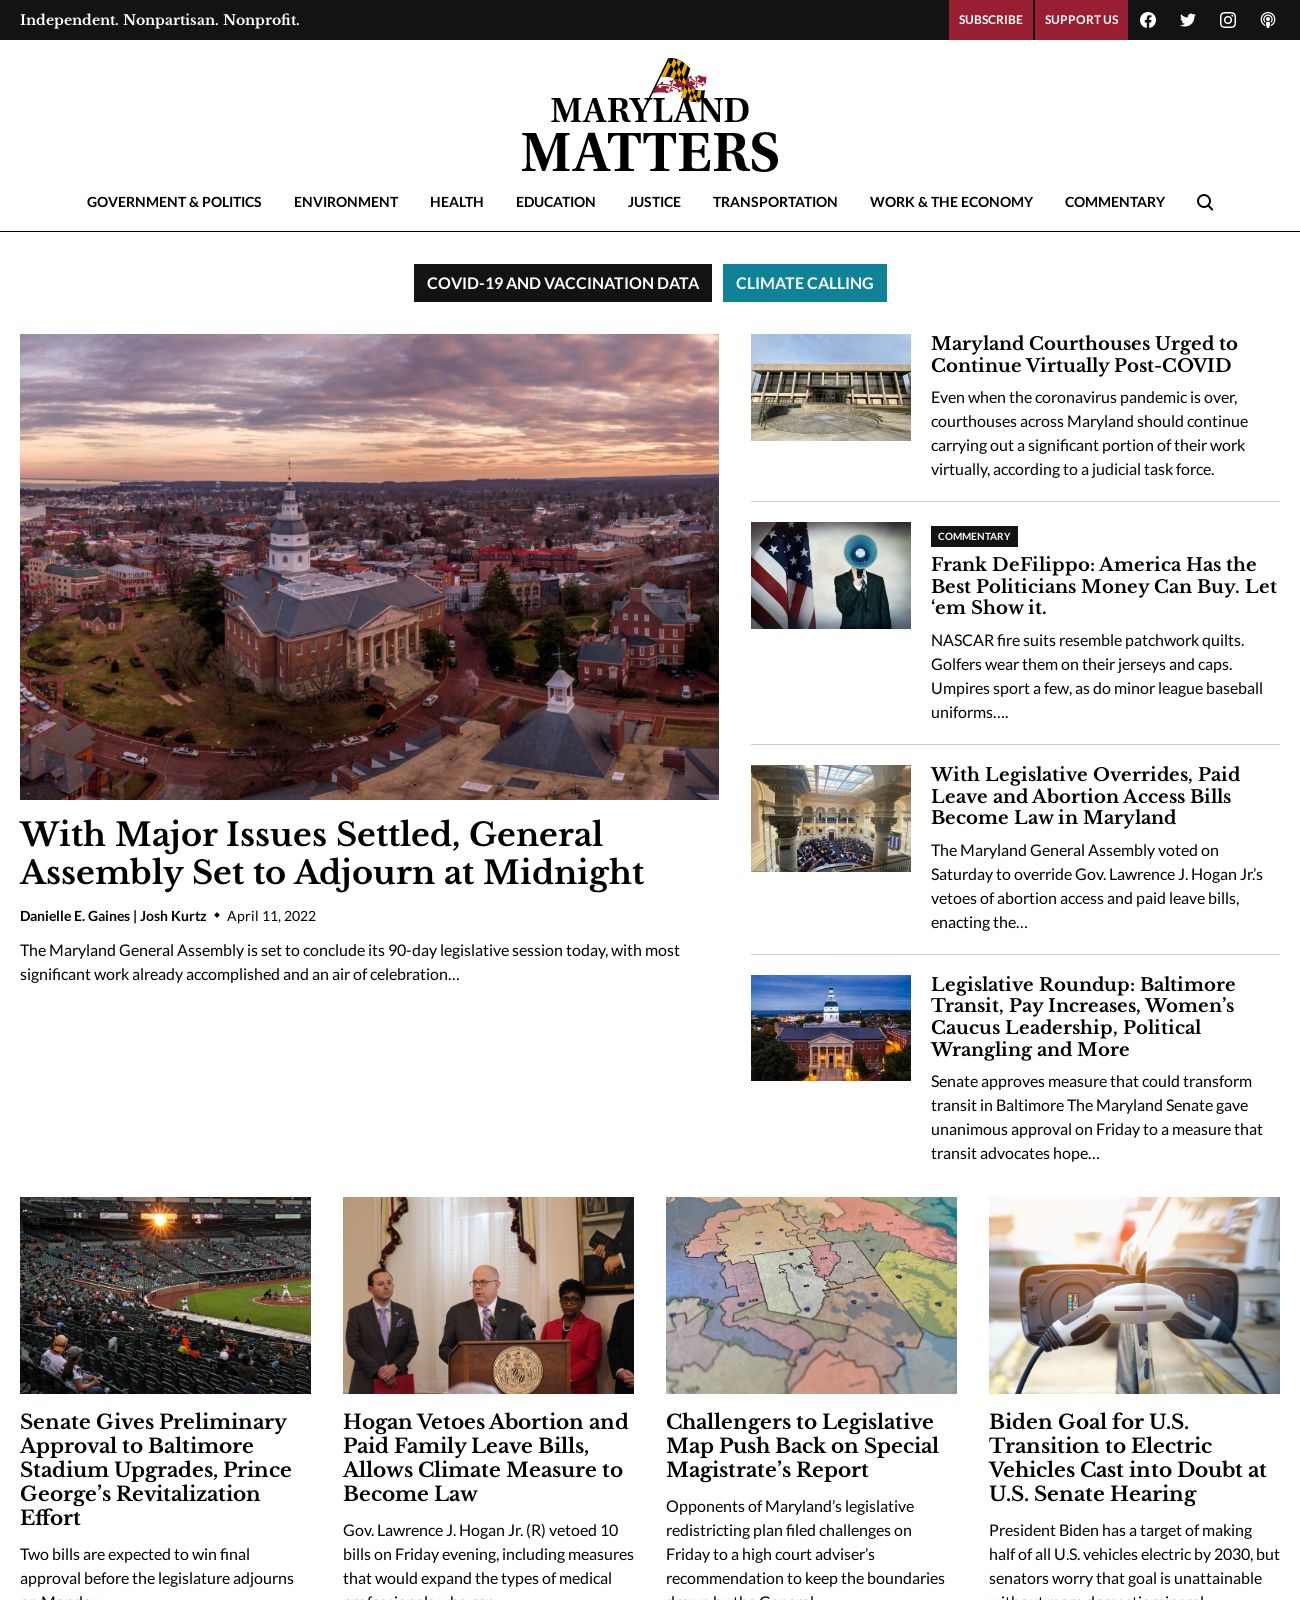 Independent. Nonpartisan. Nonprofit.
SUBSCRIBE
SUPPORT US
MARYLAND
MATTERS
GOVERNMENT & POLITICS
ENVIRONMENT
HEALTH
EDUCATION
JUSTICE
TRANSPORTATION
WORK & THE ECONOMY
COMMENTARY
COVID-19 AND VACCINATION DATA
CLIMATE CALLING
With Major Issues Settled, General
Assembly Set to Adjourn at Midnight
Danielle E. Gaines | Josh Kurtz ◆ April 11, 2022
The Maryland General Assembly is set to conclude its 90-day legislative session today, with most
significant work already accomplished and an air of celebration…
Maryland Courthouses Urged to
Continue Virtually Post-COVID
Even when the coronavirus pandemic is over,
courthouses across Maryland should continue
carrying out a significant portion of their work
virtually, according to a judicial task force.
COMMENTARY
Frank DeFilippo: America Has the
Best Politicians Money Can Buy. Let
‘em Show it.
NASCAR fire suits resemble patchwork quilts.
Golfers wear them on their jerseys and caps.
Umpires sport a few, as do minor league baseball
uniforms.…
With Legislative Overrides, Paid
Leave and Abortion Access Bills
Become Law in Maryland
The Maryland General Assembly voted on
Saturday to override Gov. Lawrence J. Hogan Jr.’s
vetoes of abortion access and paid leave bills,
enacting the…
Legislative Roundup: Baltimore
Transit, Pay Increases, Women’s
Caucus Leadership, Political
Wrangling and More
Senate approves measure that could transform
transit in Baltimore The Maryland Senate gave
unanimous approval on Friday to a measure that
transit advocates hope…
Senate Gives Preliminary
Approval to Baltimore
Stadium Upgrades, Prince
George’s Revitalization
Effort
Two bills are expected to win final
approval before the legislature adjourns
Hogan Vetoes Abortion and
Paid Family Leave Bills,
Allows Climate Measure to
Become Law
Gov. Lawrence J. Hogan Jr. (R) vetoed 10
bills on Friday evening, including measures
that would expand the types of medical
Challengers to Legislative
Map Push Back on Special
Magistrate’s Report
Opponents of Maryland’s legislative
redistricting plan filed challenges on
Friday to a high court adviser’s
recommendation to keep the boundaries
Biden Goal for U.S.
Transition to Electric
Vehicles Cast into Doubt at
U.S. Senate Hearing
President Biden has a target of making
half of all U.S. vehicles electric by 2030, but
senators worry that goal is unattainable